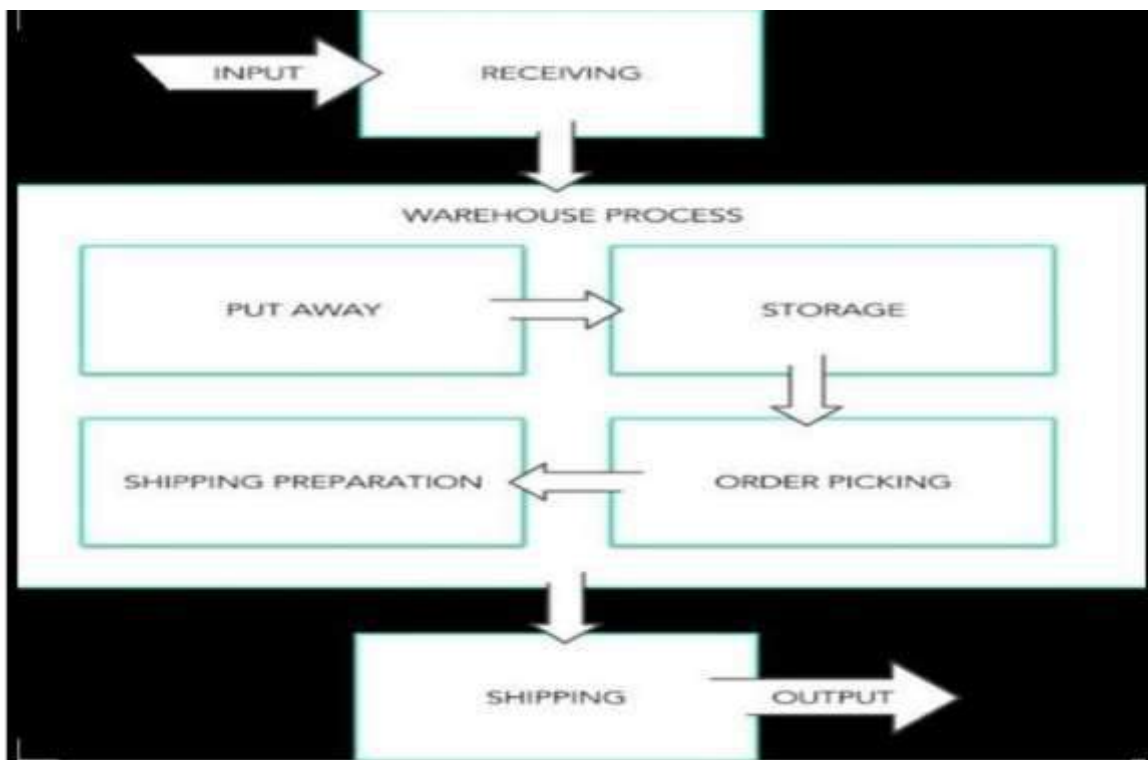 INPUT
RECEIVING
WAREHOUSE PROCESS
PUT AWAY
STORAGE
SHIPPING PREPARATION
ORDER PICKING
SHIPPING
OUTPUT